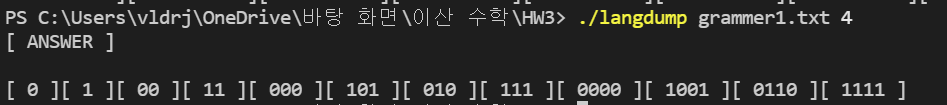 PS C:\Users\vldrj\OneDrive\바탕 화면\이산 수학\HW3> ./langdump grammer1.txt 4
[ ANSWER ]
[ 0 ][ 1 ][ 00 ][ 11 ][ 000 ][ 101 ][ 010 ][ 111 ][ 0000 ][ 1001 ][ 0110 ][ 1111 ]